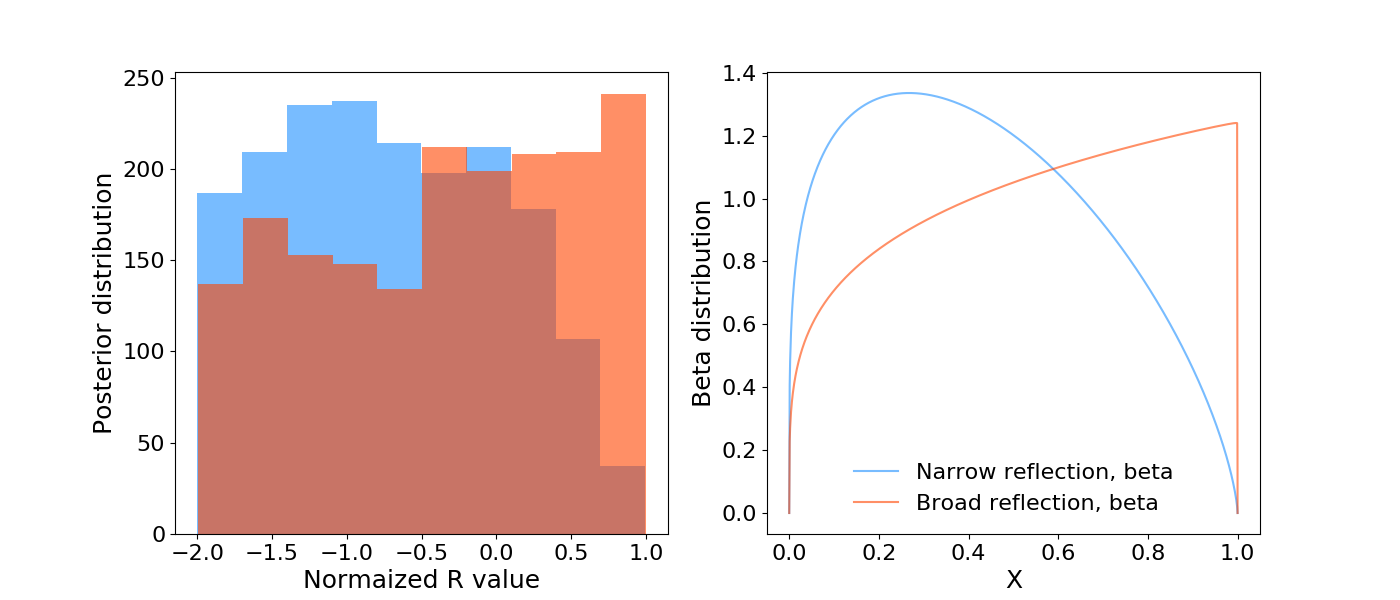 Posterior distribution
250
200
150
100
50
0
−2.0 −1.5 −1.0 −0.5 0.0 0.5 1.0
Normaized R value
Beta distribution
1.4
1.2
1.0
0.8
0.6
0.4
0.2
0.0
Narrow reflection, beta
Broad reflection, beta
0.0 0.2 0.4 0.6 0.8 1.0
X